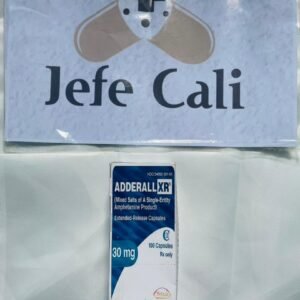 Jefe Cali
ADDERALL XR®
(Mixed Salts of A Single-Entity
Amphetamine Product)
Extended-Release Capsules
30 mg
100 Capsules
Rx only